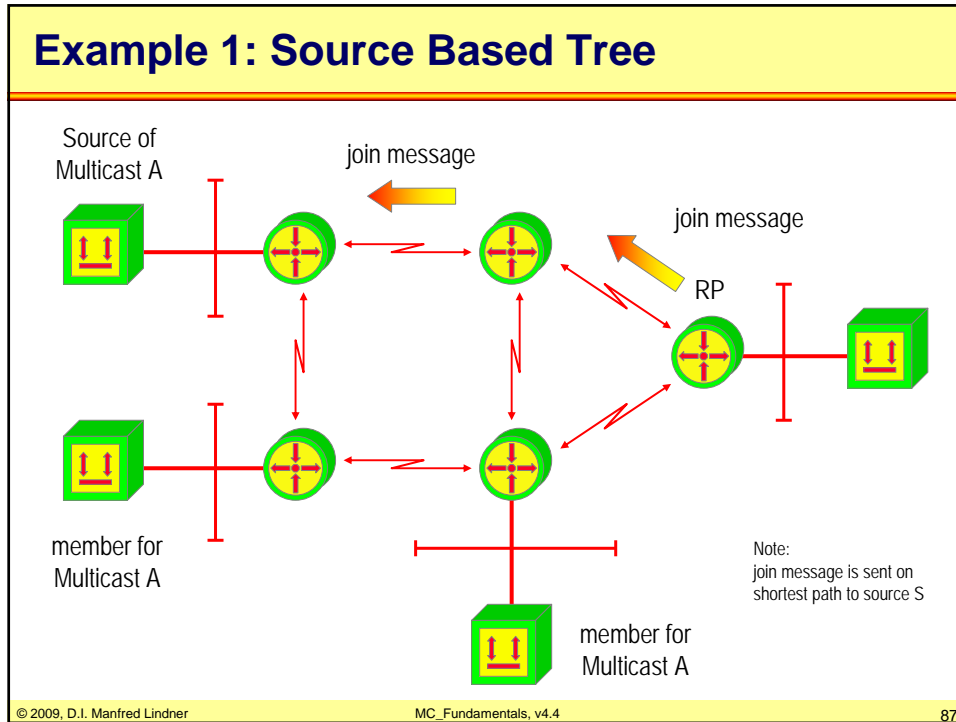 Example 1: Source Based Tree
Source of
Multicast A
join message
join message
RP
member for
Multicast A
Note:
join message is sent on
shortest path to source S
member for
Multicast A
© 2009, D.I. Manfred Lindner
MC_Fundamentals, v4.4
87